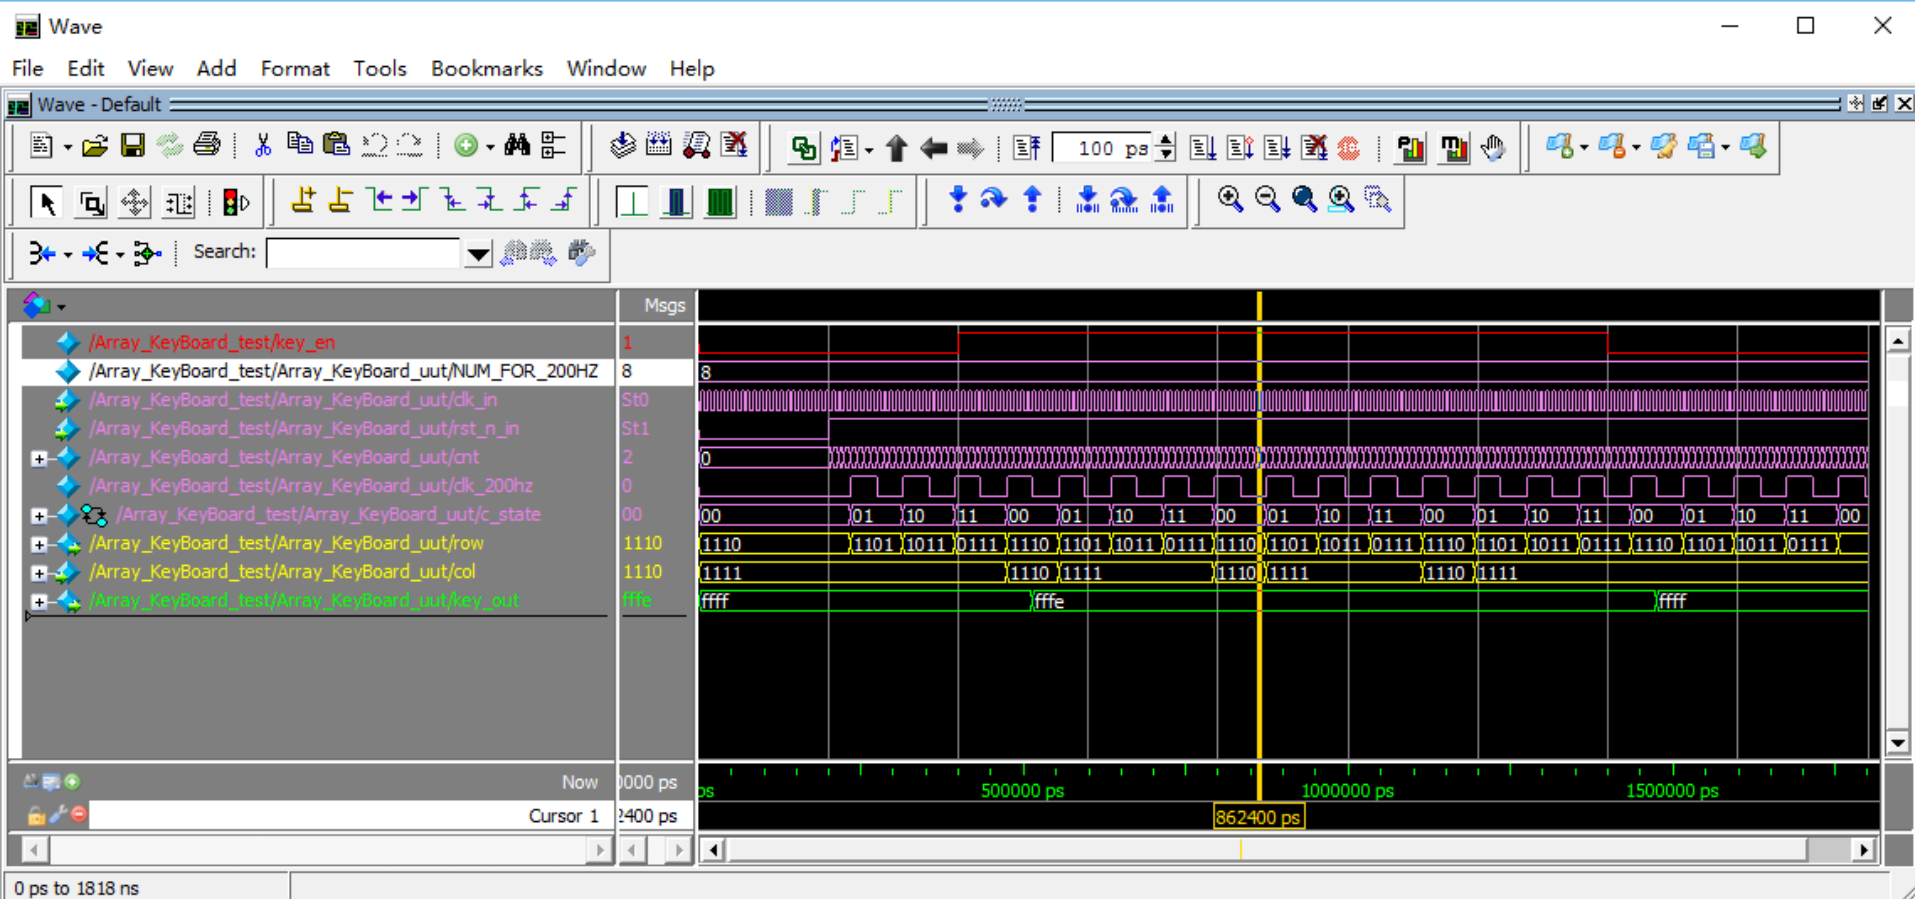 Wave
File Edit View Add Format Tools Bookmarks Window Help
Wave - Default
100 ps
Search:
Msgs
/Array_KeyBoard_test/key_en 1
/Array_KeyBoard_test/Array_KeyBoard_uut/NUM_FOR_200HZ 8 8
/Array_KeyBoard_test/Array_KeyBoard_uut/clk_in St0
/Array_KeyBoard_test/Array_KeyBoard_uut/rst_n_in St1
/Array_KeyBoard_test/Array_KeyBoard_uut/cnt 2 0
/Array_KeyBoard_test/Array_KeyBoard_uut/clk_200hz 0
/Array_KeyBoard_test/Array_KeyBoard_uut/c_state 00 00 01 10 11 00 01 10 11 00 01 10 11 00 01 10 11 00 01 10 11 00
/Array_KeyBoard_test/Array_KeyBoard_uut/row 1110 1110 1101 1011 0111 1110 1101 1011 0111 1110 1101 1011 0111 1110 1101 1011 0111 1110 1101 1011 0111
/Array_KeyBoard_test/Array_KeyBoard_uut/col 1110 1111 1110 1111 1110 1111 1110 1111
/Array_KeyBoard_test/Array_KeyBoard_uut/key_out fffe ffff fffe ffff
Now 0000 ps ps 500000 ps 1000000 ps 1500000 ps
Cursor 1 2400 ps 862400 ps
0 ps to 1818 ns